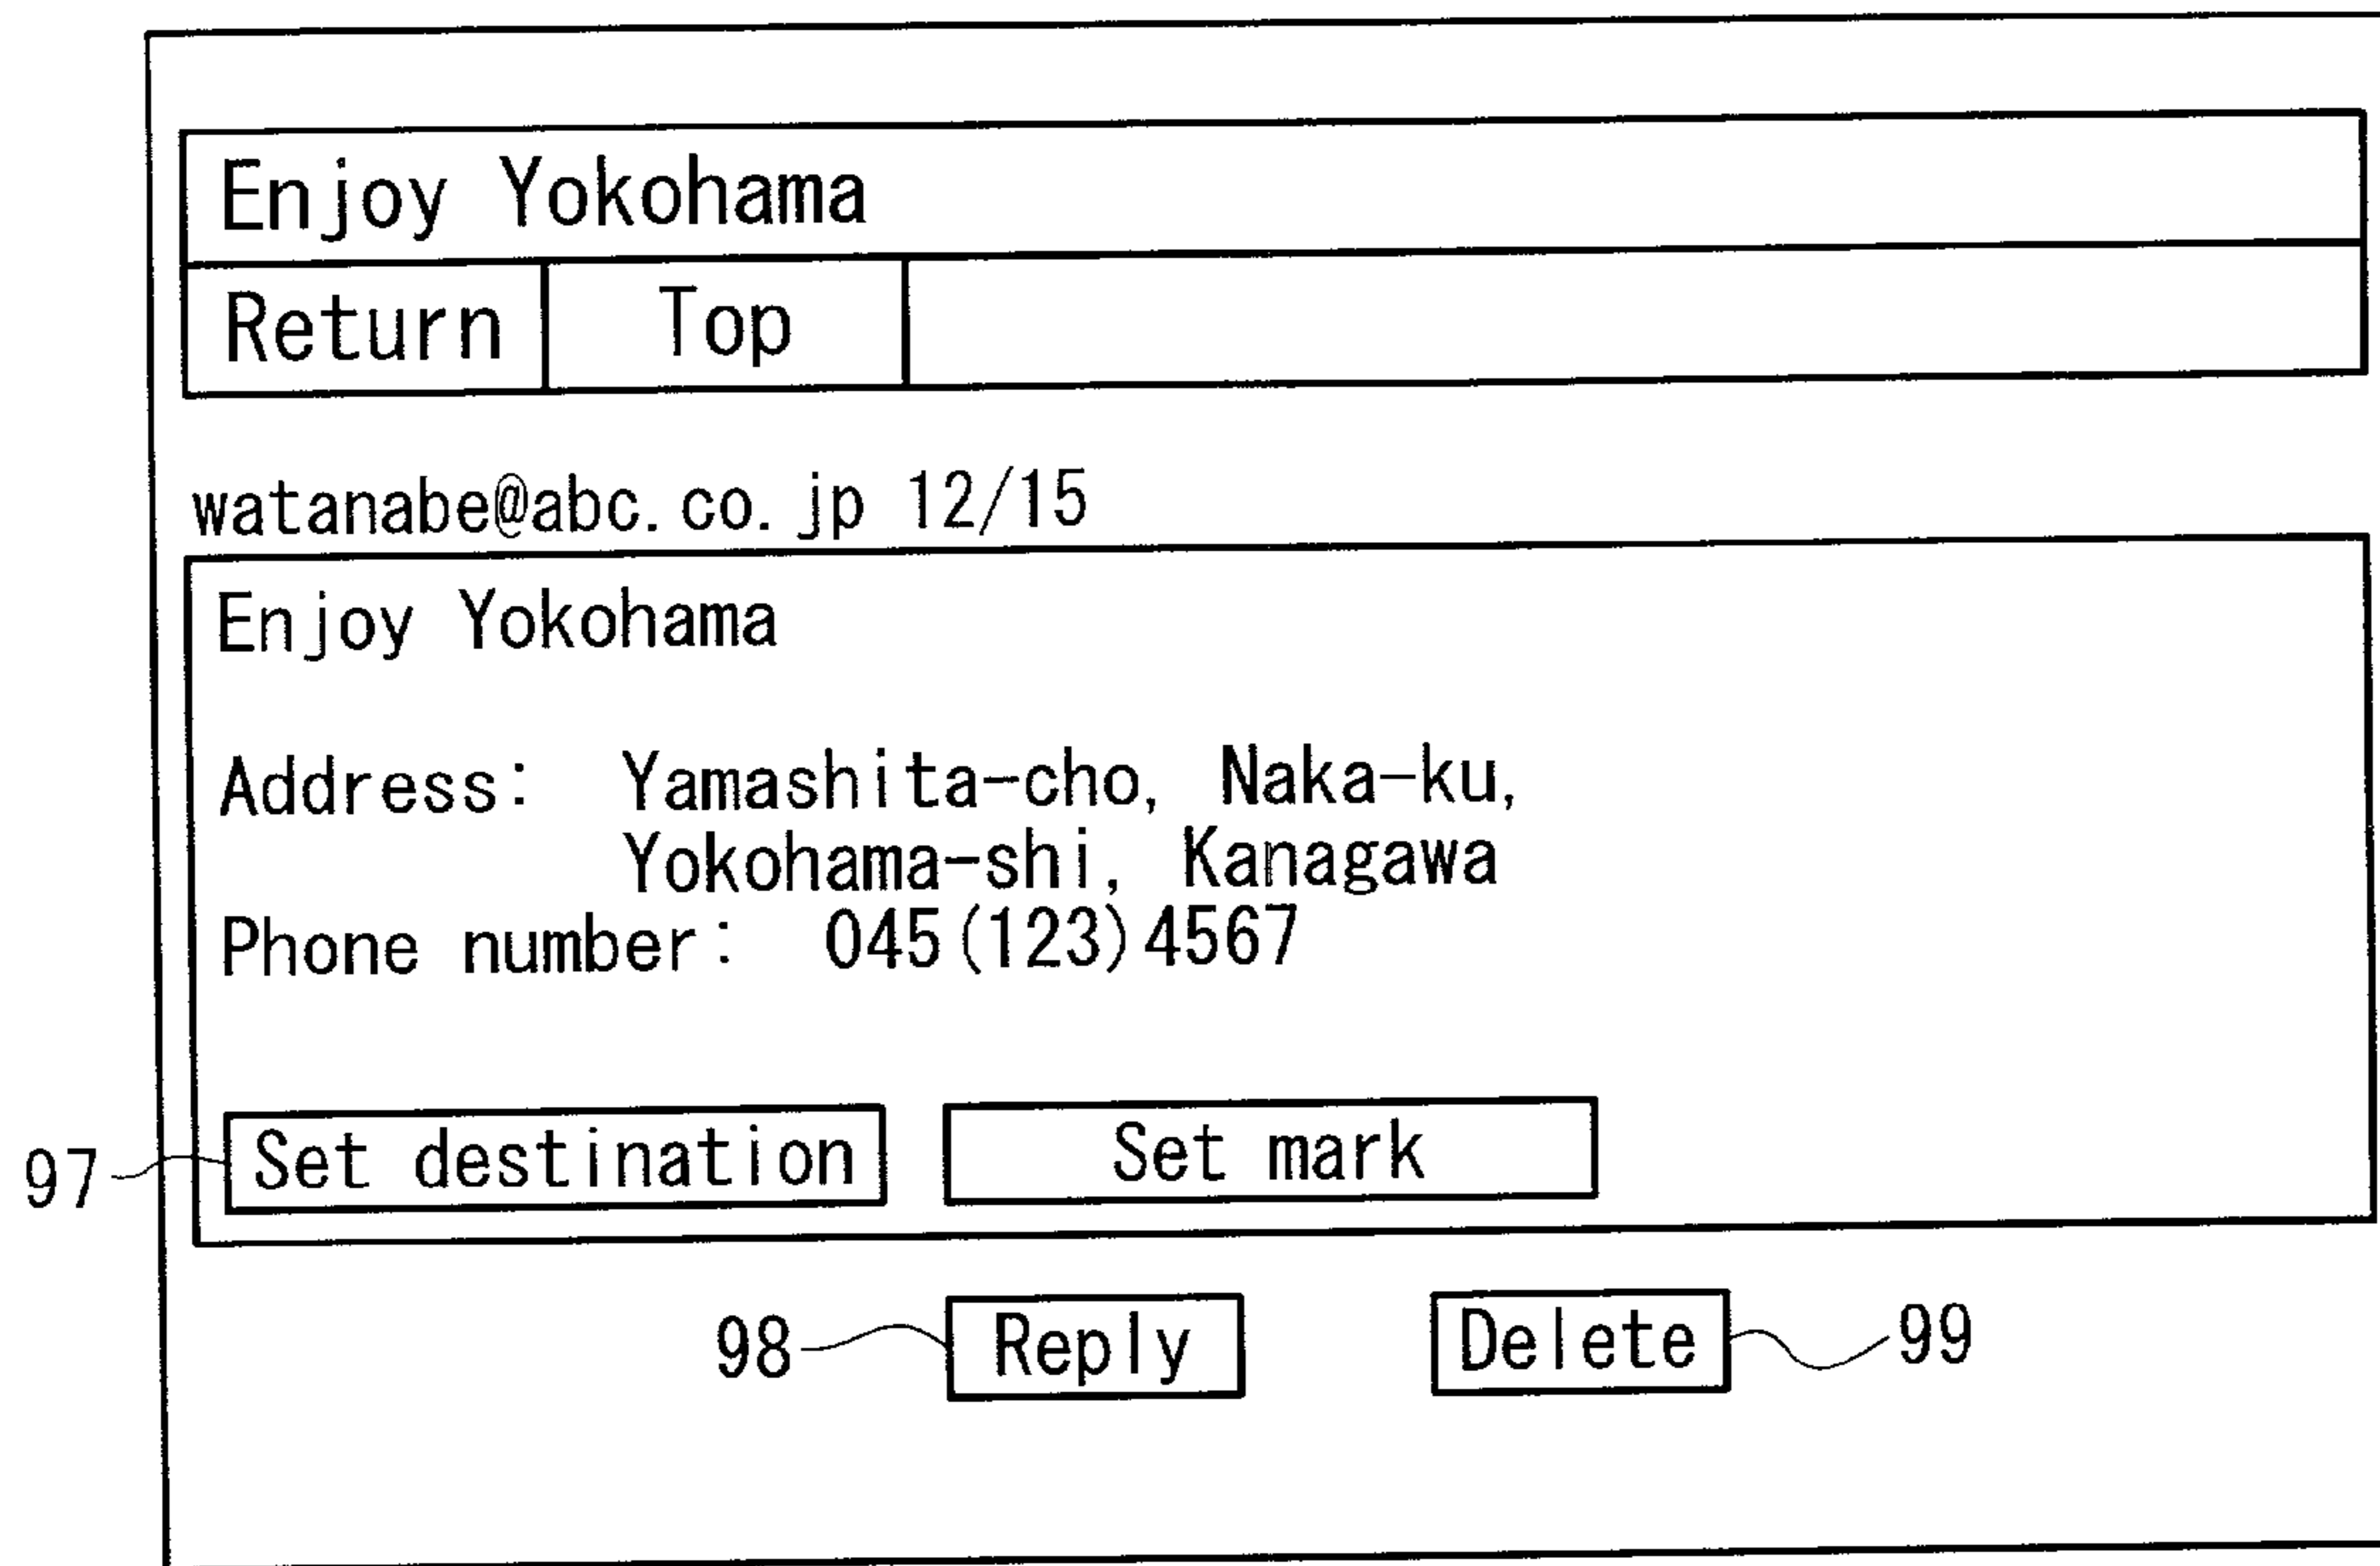 Enjoy Yokohama
Return Top
watanabe@abc.co.jp 12/15
Enjoy Yokohama
Address: Yamashita-cho, Naka-ku,
Yokohama-shi, Kanagawa
Phone number: 045(123)4567
97 Set destination Set mark
98 Reply Delete 99